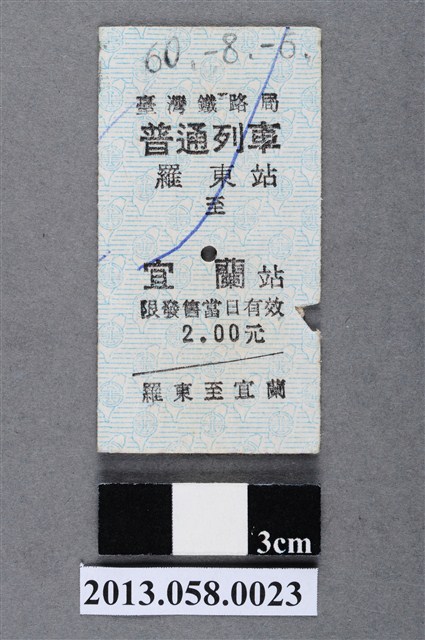 60.-8.-6.
臺灣鐵路局
普通列車
羅東站
至
宜蘭站
限發售當日有效
2.00元
羅東至宜蘭
3cm
2013.058.0023